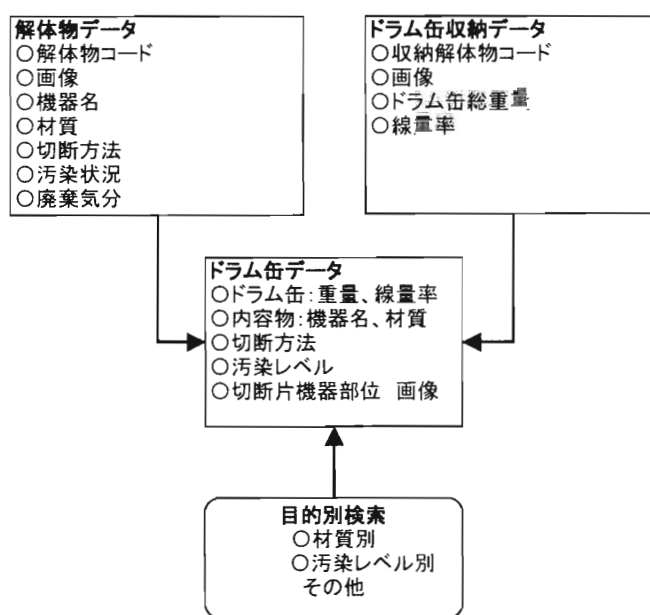 解体物データ
○解体物コード
○画像
○機器名
○材質
○切断方法
○汚染状況
○廃棄気分
ドラム缶収納データ
○収納解体物コード
○画像
○ドラム缶総重量
○線量率
ドラム缶データ
○ドラム缶:重量、線量率
○内容物:機器名、材質
○切断方法
○汚染レベル
○切断片機器部位 画像
目的別検索
○材質別
○汚染レベル別
その他